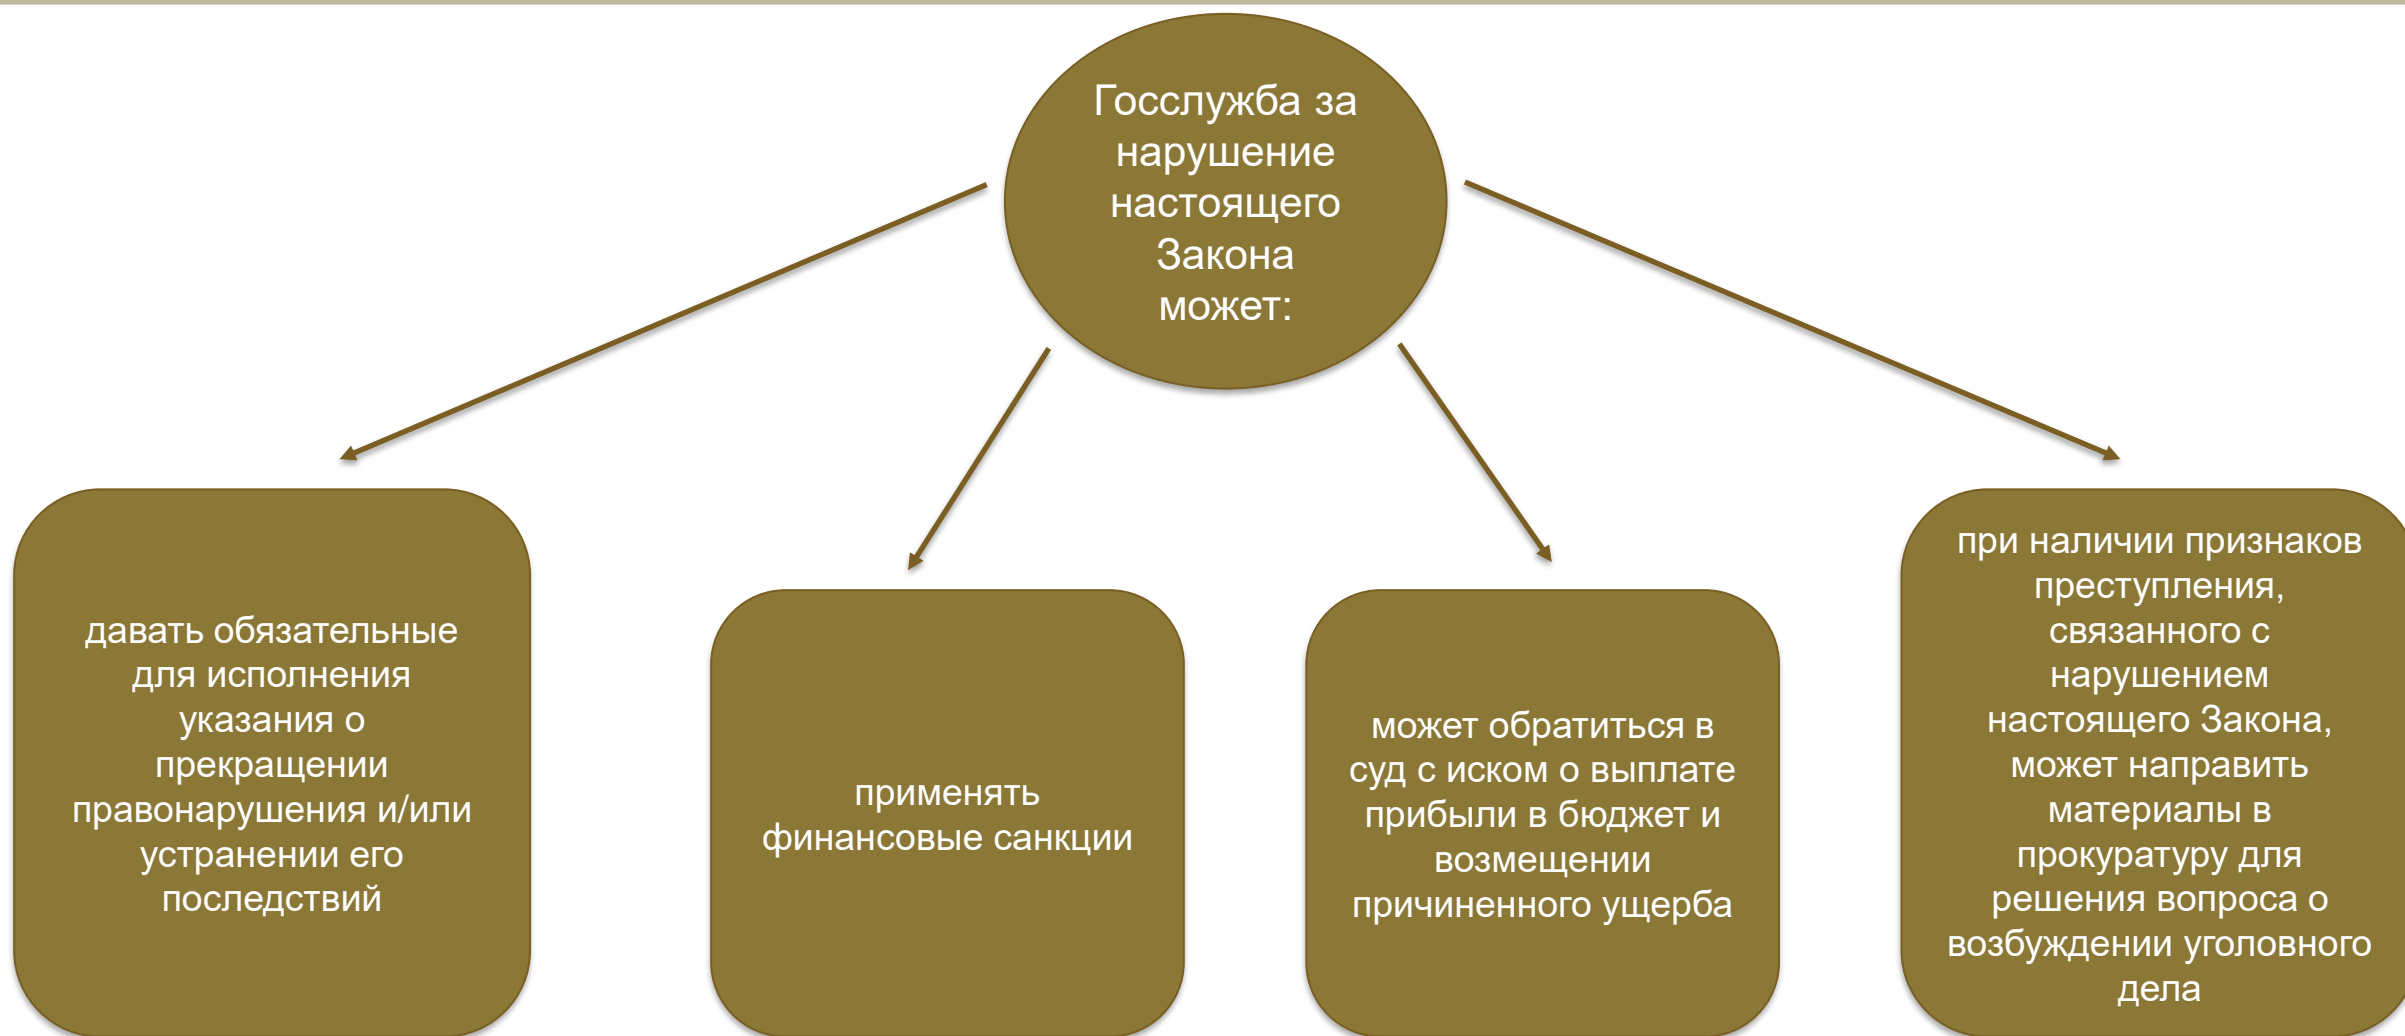 Госслужба за
нарушение
настоящего
Закона
может:
давать обязательные
для исполнения
указания о
прекращении
правонарушения и/или
устранении его
последствий
применять
финансовые санкции
может обратиться в
суд с иском о выплате
прибыли в бюджет и
возмещении
причиненного ущерба
при наличии признаков
преступления,
связанного с
нарушением
настоящего Закона,
может направить
материалы в
прокуратуру для
решения вопроса о
возбуждении уголовного
дела